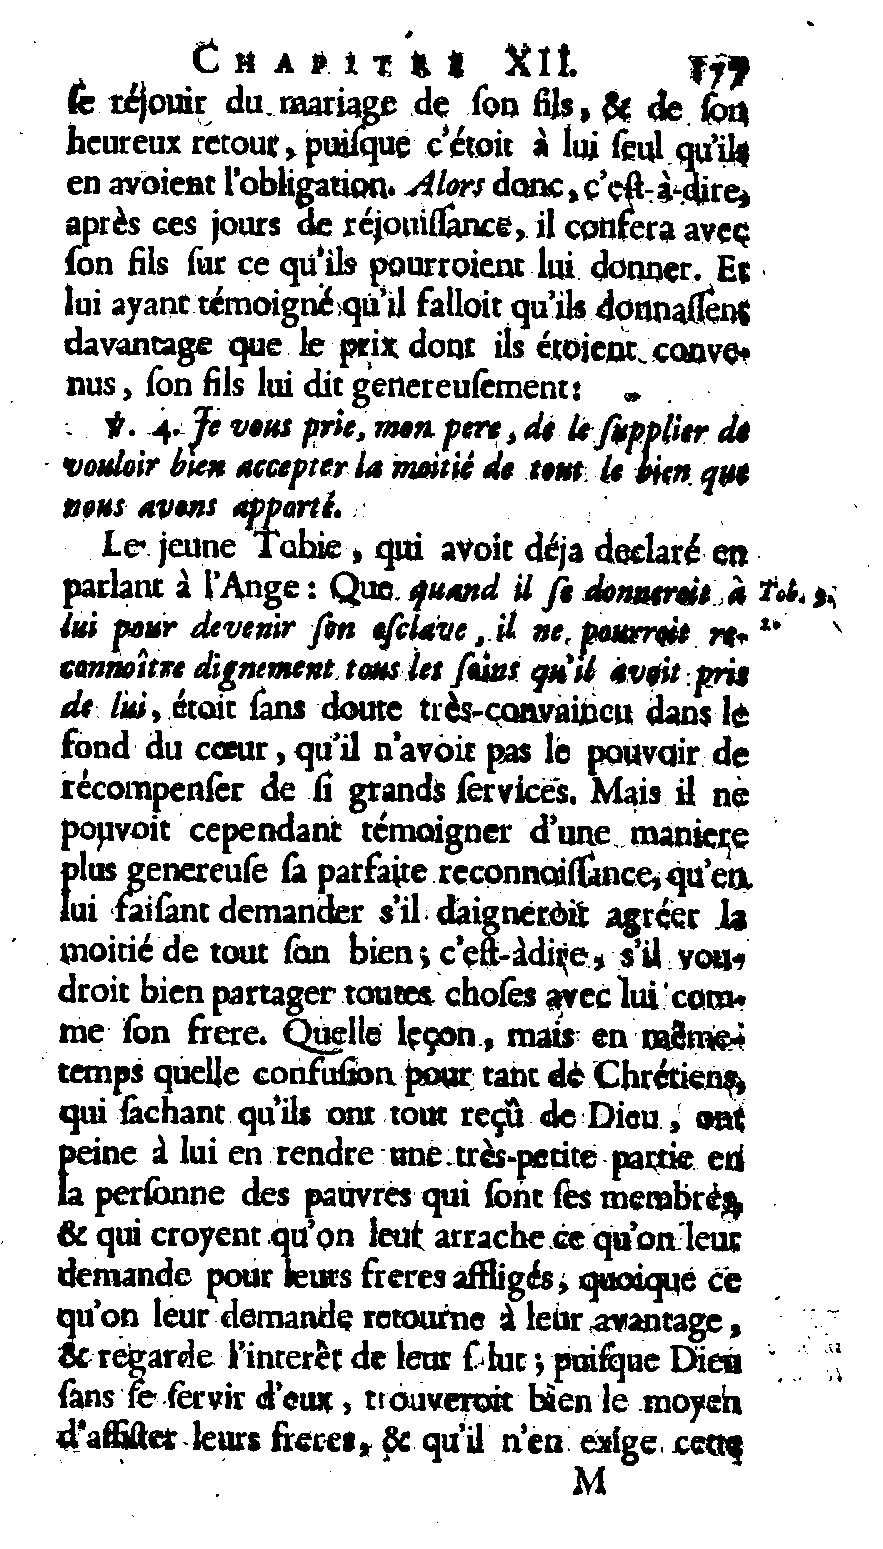 CHAPITRE XII. 177
ſe réjouir du mariage de ſon fils, & de ſon
heureux retour, puiſque c'étoit à lui ſeul qu'ils
en avoient l'obligation. Alors donc, c'eſt-à-dire,
après ces jours de réjouiſſance, il confera avec
ſon fils ſur ce qu'ils pourroient lui donner. Et
lui ayant témoigné qu'il falloit qu'ils donnaſſent
davantage que le prix dont ils étoient conve-
nus, ſon fils lui dit genereuſement:
℣. 4. Je vous prie, mon pere, de le ſupplier de
vouloir bien accepter la moitié de tout le bien que
nous avons apporté.
Le jeune Tobie, qui avoit déja declaré en
parlant à l'Ange: Que quand il ſe donneroit à Tob. 9.
lui pour devenir ſon eſclave, il ne pourroit re- 2.
connoître dignement tous les ſoins qu'il avoit pris
de lui, étoit ſans doute très-convaincu dans le
fond du cœur, qu'il n'avoit pas le pouvoir de
récompenſer de ſi grands ſervices. Mais il ne
pouvoit cependant témoigner d'une maniere
plus genereuſe ſa parfaite reconnoiſſance, qu'en
lui faiſant demander s'il daigneroit agréer la
moitié de tout ſon bien; c'eſt-àdire, s'il vou-
droit bien partager toutes choſes avec lui com-
me ſon frere. Quelle leçon, mais en même-
temps quelle confuſion pour tant de Chrétiens,
qui ſachant qu'ils ont tout reçû de Dieu, ont
peine à lui en rendre une très-petite partie en
la perſonne des pauvres qui ſont ſes membres,
& qui croyent qu'on leur arrache ce qu'on leur
demande pour leurs freres affligés, quoique ce
qu'on leur demande retourne à leur avantage,
& regarde l'interêt de leur ſalut; puiſque Dieu
ſans ſe ſervir d'eux, trouveroit bien le moyen
d'aſſiſter leurs freres, & qu'il n'en exige cette
M